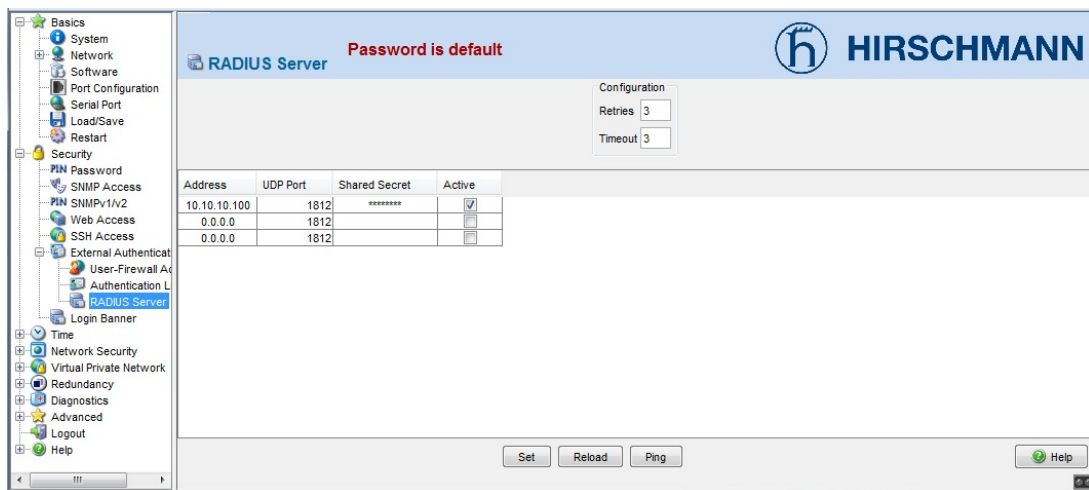 Basics
System
Network
Software
Port Configuration
Serial Port
Load/Save
Restart
Security
PIN Password
SNMP Access
PIN SNMPv1/v2
Web Access
SSH Access
External Authenticat
User-Firewall Ac
Authentication L
RADIUS Server
Login Banner
Time
Network Security
Virtual Private Network
Redundancy
Diagnostics
Advanced
Logout
Help
RADIUS Server
Password is default
HIRSCHMANN
Configuration
Retries 3
Timeout 3
Address UDP Port Shared Secret Active
10.10.10.100 1812 ********
0.0.0.0 1812
0.0.0.0 1812
Set Reload Ping Help